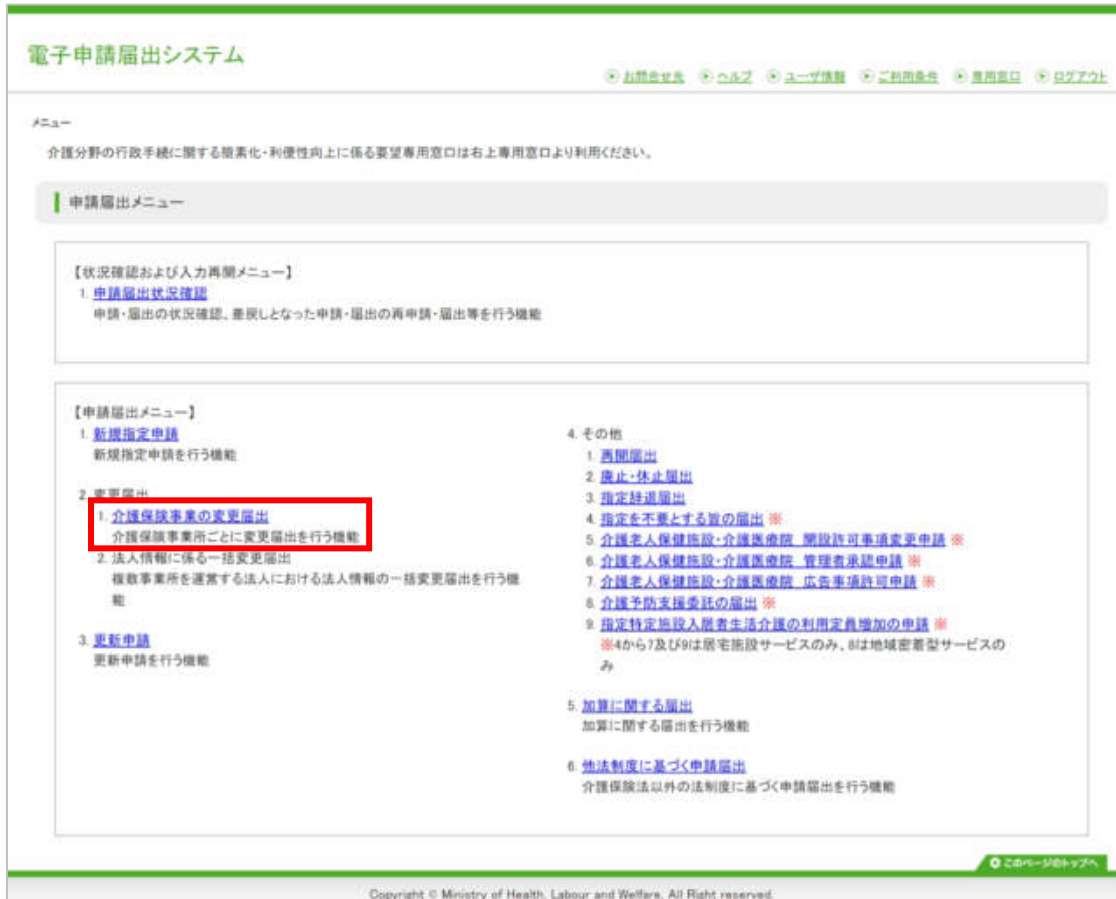 電子申請届出システム
お問合せ先 ヘルプ ユーザ情報 ご利用条件 専用窓口 ログアウト
メニュー
介護分野の行政手続に関する簡素化・利便性向上に係る要望専用窓口は右上専用窓口より利用ください。
申請届出メニュー
【状況確認および入力再開メニュー】
1. 申請届出状況確認
申請・届出の状況確認、差戻しとなった申請・届出の再申請・届出等を行う機能
【申請届出メニュー】
1. 新規指定申請
新規指定申請を行う機能
2. 変更届出
1. 介護保険事業の変更届出
介護保険事業所ごとに変更届出を行う機能
2. 法人情報に係る一括変更届出
複数事業所を運営する法人における法人情報の一括変更届出を行う機
能
3. 更新申請
更新申請を行う機能
4. その他
1. 再開届出
2. 廃止・休止届出
3. 指定辞退届出
4. 指定を不要とする旨の届出 ※
5. 介護老人保健施設・介護医療院 開設許可事項変更申請 ※
6. 介護老人保健施設・介護医療院 管理者承認申請 ※
7. 介護老人保健施設・介護医療院 広告事項許可申請 ※
8. 介護予防支援委託の届出 ※
9. 指定特定施設入居者生活介護の利用定員増加の申請 ※
※4から7及び9は居宅施設サービスのみ、8は地域密着型サービスの
み
5. 加算に関する届出
加算に関する届出を行う機能
6. 他法制度に基づく申請届出
介護保険法以外の法制度に基づく申請届出を行う機能
このページのトップへ
Copyright © Ministry of Health, Labour and Welfare, All Right reserved.